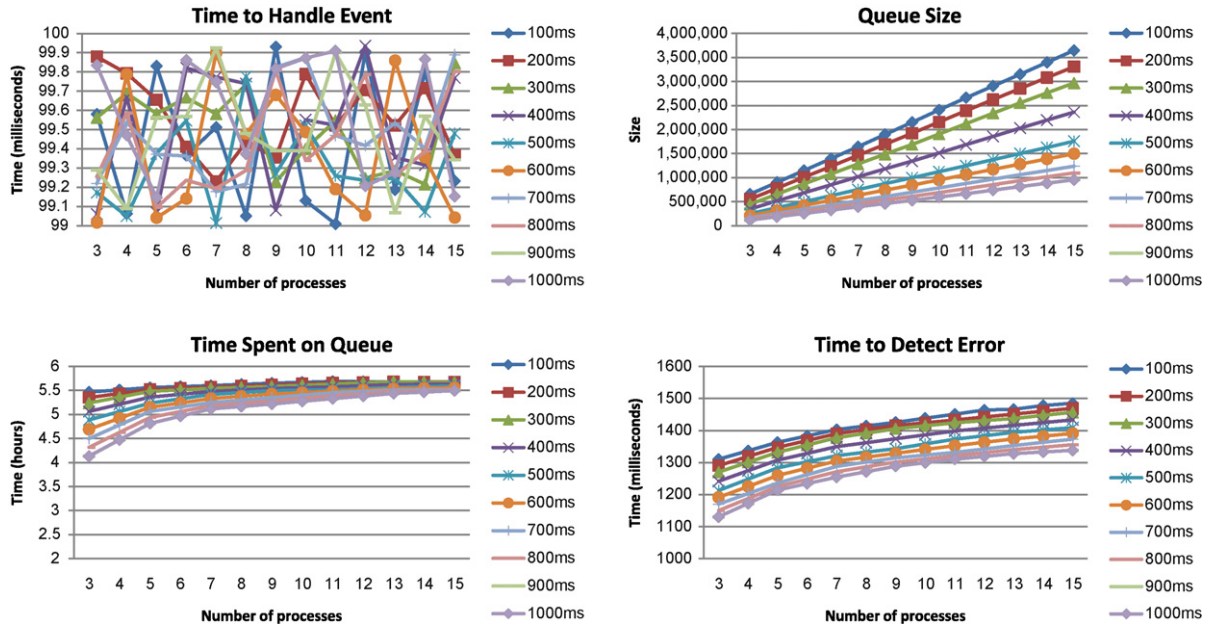 Time to Handle Event
Time (milliseconds)
100
99.9
99.8
99.7
99.6
99.5
99.4
99.3
99.2
99.1
99
3 4 5 6 7 8 9 10 11 12 13 14 15
Number of processes
100ms
200ms
300ms
400ms
500ms
600ms
700ms
800ms
900ms
1000ms
Queue Size
Size
4,000,000
3,500,000
3,000,000
2,500,000
2,000,000
1,500,000
1,000,000
500,000
0
3 4 5 6 7 8 9 10 11 12 13 14 15
Number of processes
100ms
200ms
300ms
400ms
500ms
600ms
700ms
800ms
900ms
1000ms
Time Spent on Queue
Time (hours)
6
5.5
5
4.5
4
3.5
3
2.5
2
3 4 5 6 7 8 9 10 11 12 13 14 15
Number of processes
100ms
200ms
300ms
400ms
500ms
600ms
700ms
800ms
900ms
1000ms
Time to Detect Error
Time (milliseconds)
1600
1500
1400
1300
1200
1100
1000
3 4 5 6 7 8 9 10 11 12 13 14 15
Number of processes
100ms
200ms
300ms
400ms
500ms
600ms
700ms
800ms
900ms
1000ms